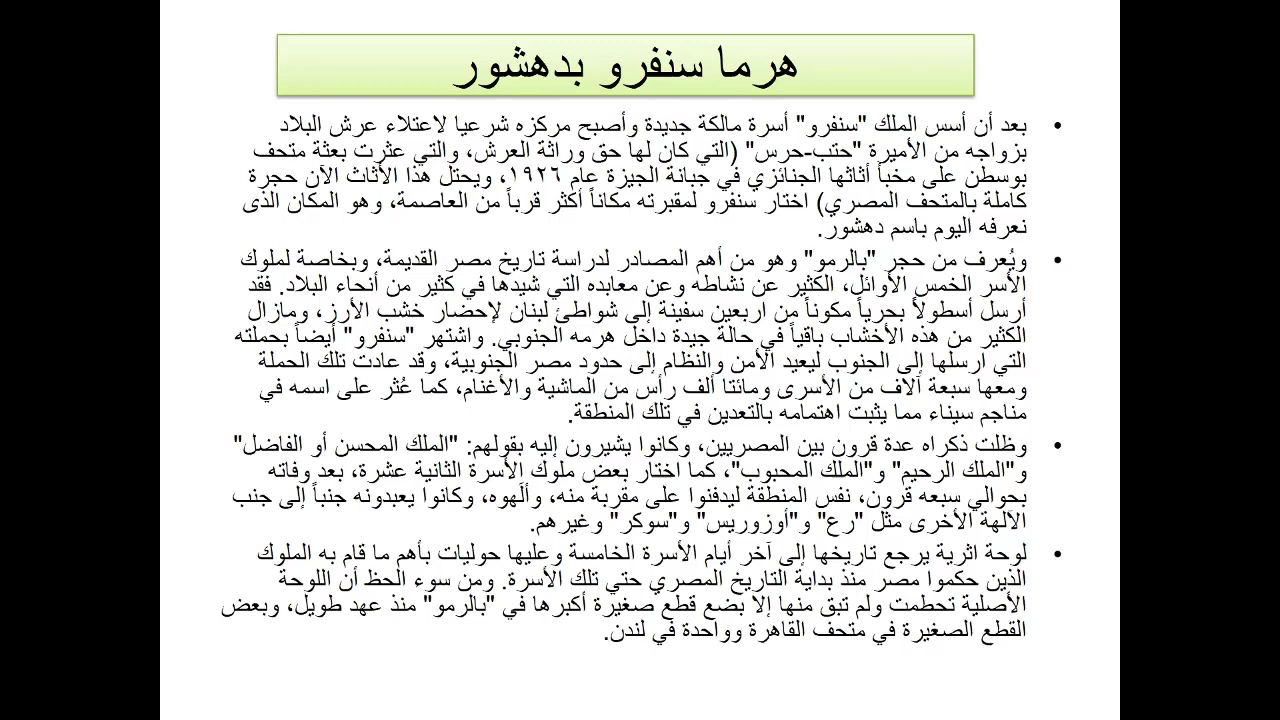 هرما سنفرو بدهشور
• بعد أن أسس الملك "سنفرو" أسرة مالكة جديدة وأصبح مركزه شرعيا لاعتلاء عرش البلاد
بزواجه من الأميرة "حتب-حرس" (التي كان لها حق وراثة العرش، والتي عثرت بعثة متحف
بوسطن على مخبأ أثاثها الجنائزي في جبانة الجيزة عام ١٩٢٦، ويحتل هذا الأثاث الآن حجرة
كاملة بالمتحف المصري) اختار سنفرو لمقبرته مكاناً أكثر قرباً من العاصمة، وهو المكان الذى
نعرفه اليوم باسم دهشور.
• ويُعرف من حجر "بالرمو" وهو من أهم المصادر لدراسة تاريخ مصر القديمة، وبخاصة لملوك
الأسر الخمس الأوائل، الكثير عن نشاطه وعن معابده التي شيدها في كثير من أنحاء البلاد. فقد
أرسل أسطولاً بحرياً مكوناً من اربعين سفينة إلى شواطئ لبنان لإحضار خشب الأرز، ومازال
الكثير من هذه الأخشاب باقياً في حالة جيدة داخل هرمه الجنوبي. واشتهر "سنفرو" أيضاً بحملته
التي ارسلها إلى الجنوب ليعيد الأمن والنظام إلى حدود مصر الجنوبية، وقد عادت تلك الحملة
ومعها سبعة آلاف من الأسرى ومائتا ألف رأس من الماشية والأغنام، كما عُثر على اسمه في
مناجم سيناء مما يثبت اهتمامه بالتعدين في تلك المنطقة.
• وظلت ذكراه عدة قرون بين المصريين، وكانوا يشيرون إليه بقولهم: "الملك المحسن أو الفاضل"
و"الملك الرحيم" و"الملك المحبوب"، كما اختار بعض ملوك الأسرة الثانية عشرة، بعد وفاته
بحوالي سبعه قرون، نفس المنطقة ليدفنوا على مقربة منه، وألَهوه، وكانوا يعبدونه جنباً إلى جنب
الآلهة الأخرى مثل "رع" و"أوزوريس" و"سوكر" وغيرهم.
• لوحة اثرية يرجع تاريخها إلى آخر أيام الأسرة الخامسة وعليها حوليات بأهم ما قام به الملوك
الذين حكموا مصر منذ بداية التاريخ المصري حتي تلك الأسرة. ومن سوء الحظ أن اللوحة
الأصلية تحطمت ولم تبق منها إلا بضع قطع صغيرة أكبرها في "بالرمو" منذ عهد طويل، وبعض
القطع الصغيرة في متحف القاهرة وواحدة في لندن.